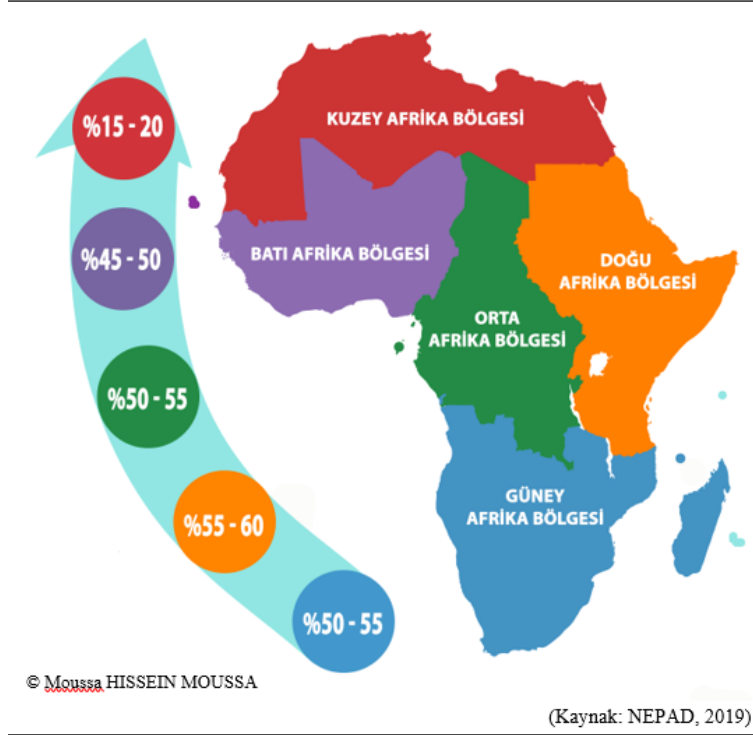 %15 - 20
%45 - 50
%50 - 55
%55 - 60
%50 - 55
KUZEY AFRİKA BÖLGESİ
BATI AFRİKA BÖLGESİ
DOĞU
AFRİKA BÖLGESİ
ORTA
AFRİKA BÖLGESİ
GÜNEY
AFRİKA BÖLGESİ
© Moussa HISSEIN MOUSSA
(Kaynak: NEPAD, 2019)